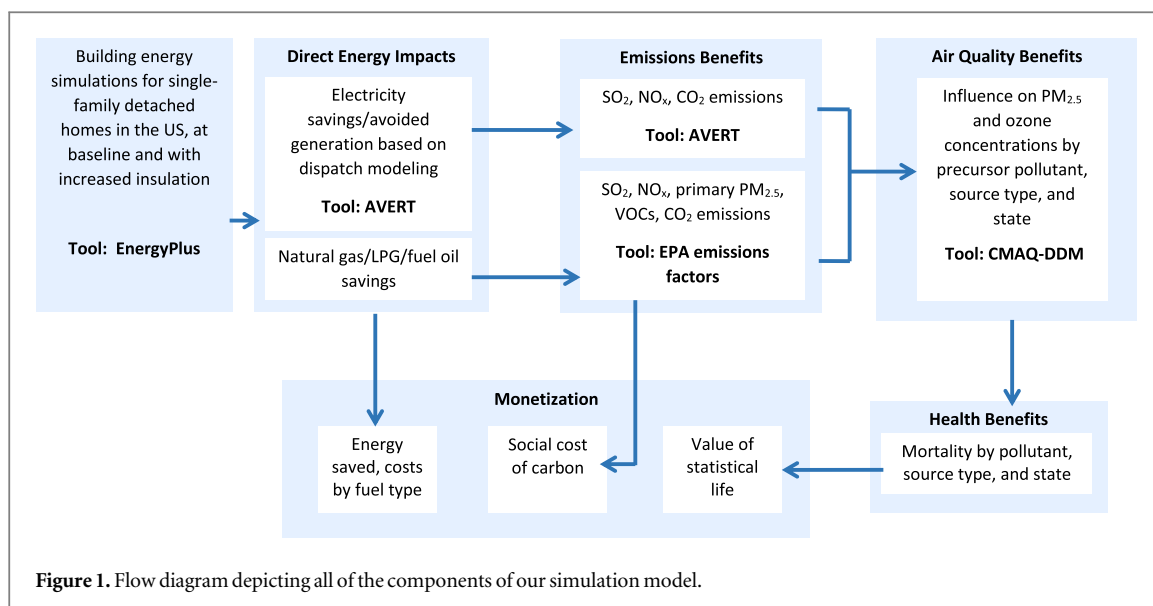 Building energy
simulations for single-
family detached
homes in the US, at
baseline and with
increased insulation
Tool: EnergyPlus
Direct Energy Impacts
Electricity
savings/avoided
generation based on
dispatch modeling
Tool: AVERT
Natural gas/LPG/fuel oil
savings
Emissions Benefits
SO₂, NOₓ, CO₂ emissions
Tool: AVERT
SO₂, NOₓ, primary PM₂.₅,
VOCs, CO₂ emissions
Tool: EPA emissions
factors
Air Quality Benefits
Influence on PM₂.₅
and ozone
concentrations by
precursor pollutant,
source type, and
state
Tool: CMAQ-DDM
Monetization
Energy
saved, costs
by fuel type
Social cost
of carbon
Value of
statistical
life
Health Benefits
Mortality by pollutant,
source type, and state
Figure 1. Flow diagram depicting all of the components of our simulation model.